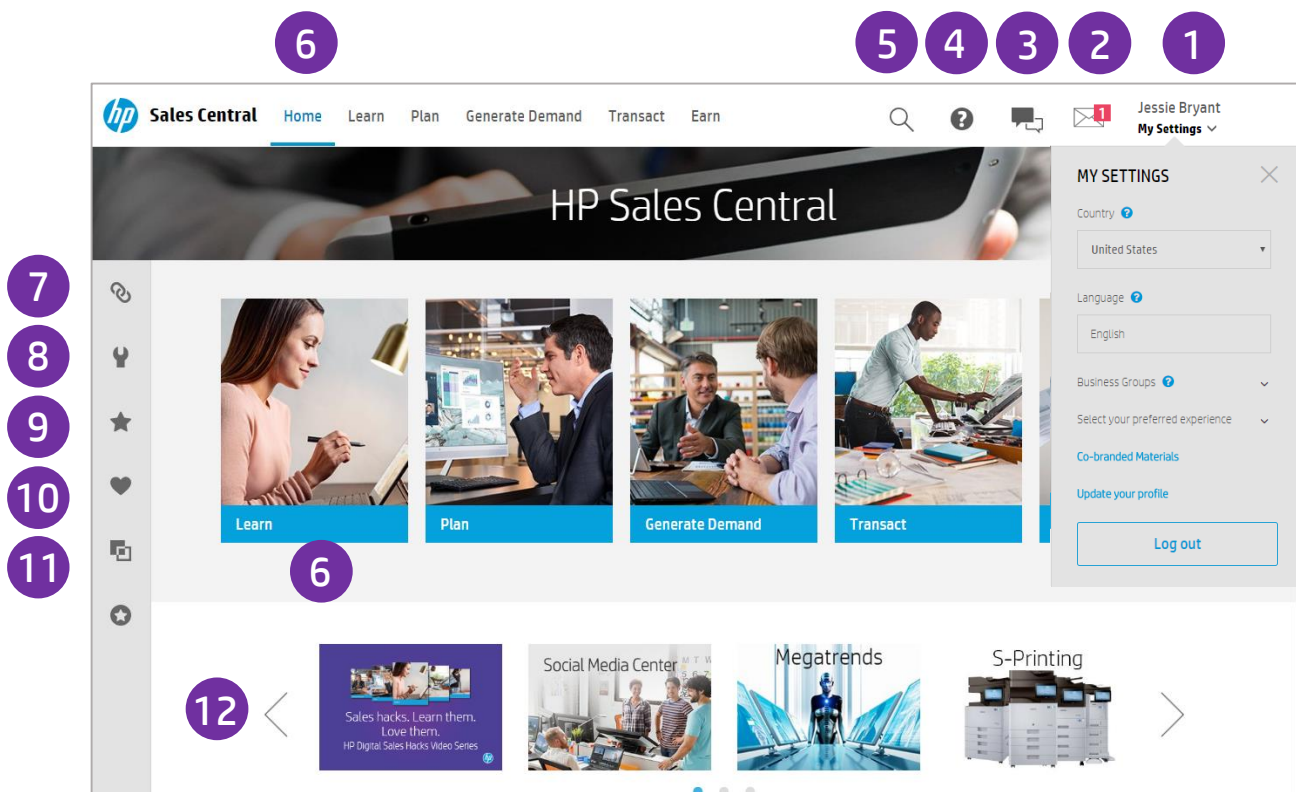 6
5
4
3
2
1
hp
Sales Central
Home
Learn
Plan
Generate Demand
Transact
Earn
1
Jessie Bryant
My Settings
HP Sales Central
MY SETTINGS
Country
United States
Language
English
Business Groups
Select your preferred experience
Co-branded Materials
Update your profile
Log out
7
8
9
10
11
Learn
Plan
Generate Demand
Transact
6
12
Sales hacks. Learn them.
Love them.
HP Digital Sales Hacks Video Series
hp
Social Media Center
Megatrends
S-Printing